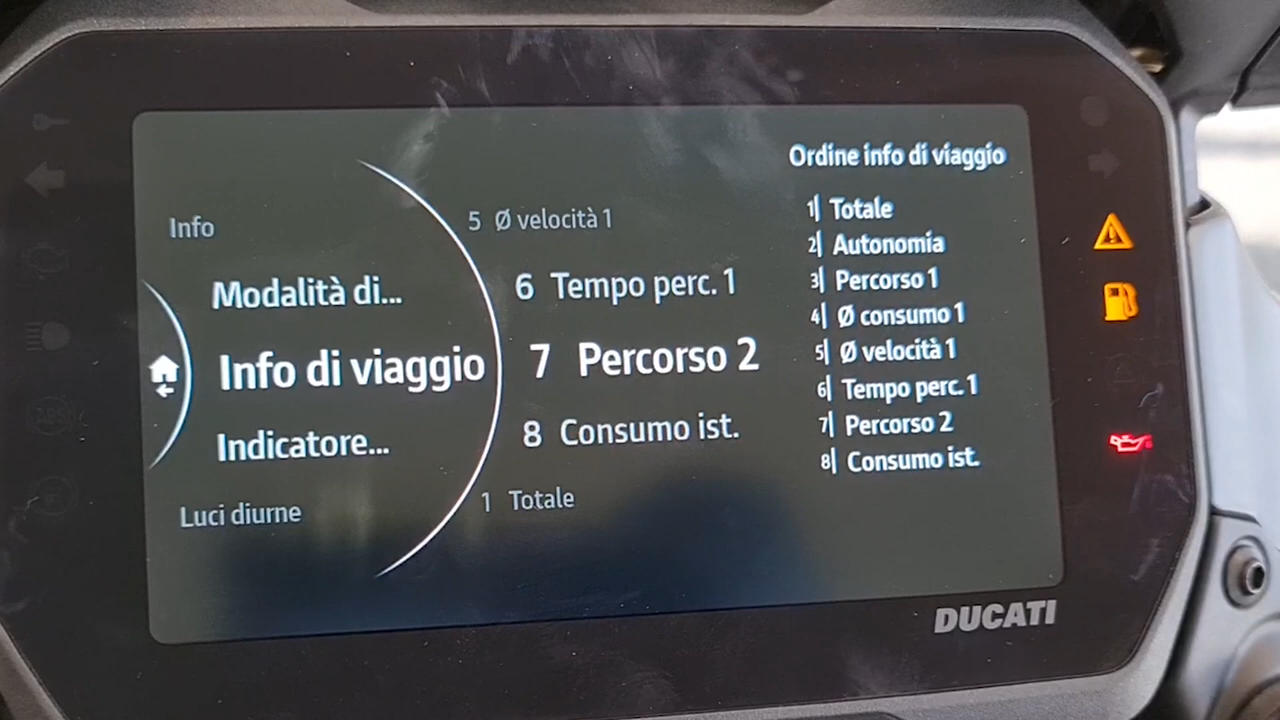 Info
Modalità di...
Info di viaggio
Indicatore...
Luci diurne
5 Ø velocità 1
6 Tempo perc. 1
7 Percorso 2
8 Consumo ist.
1 Totale
Ordine info di viaggio
1| Totale
2| Autonomia
3| Percorso 1
4| Ø consumo 1
5| Ø velocità 1
6| Tempo perc. 1
7| Percorso 2
8| Consumo ist.
DUCATI